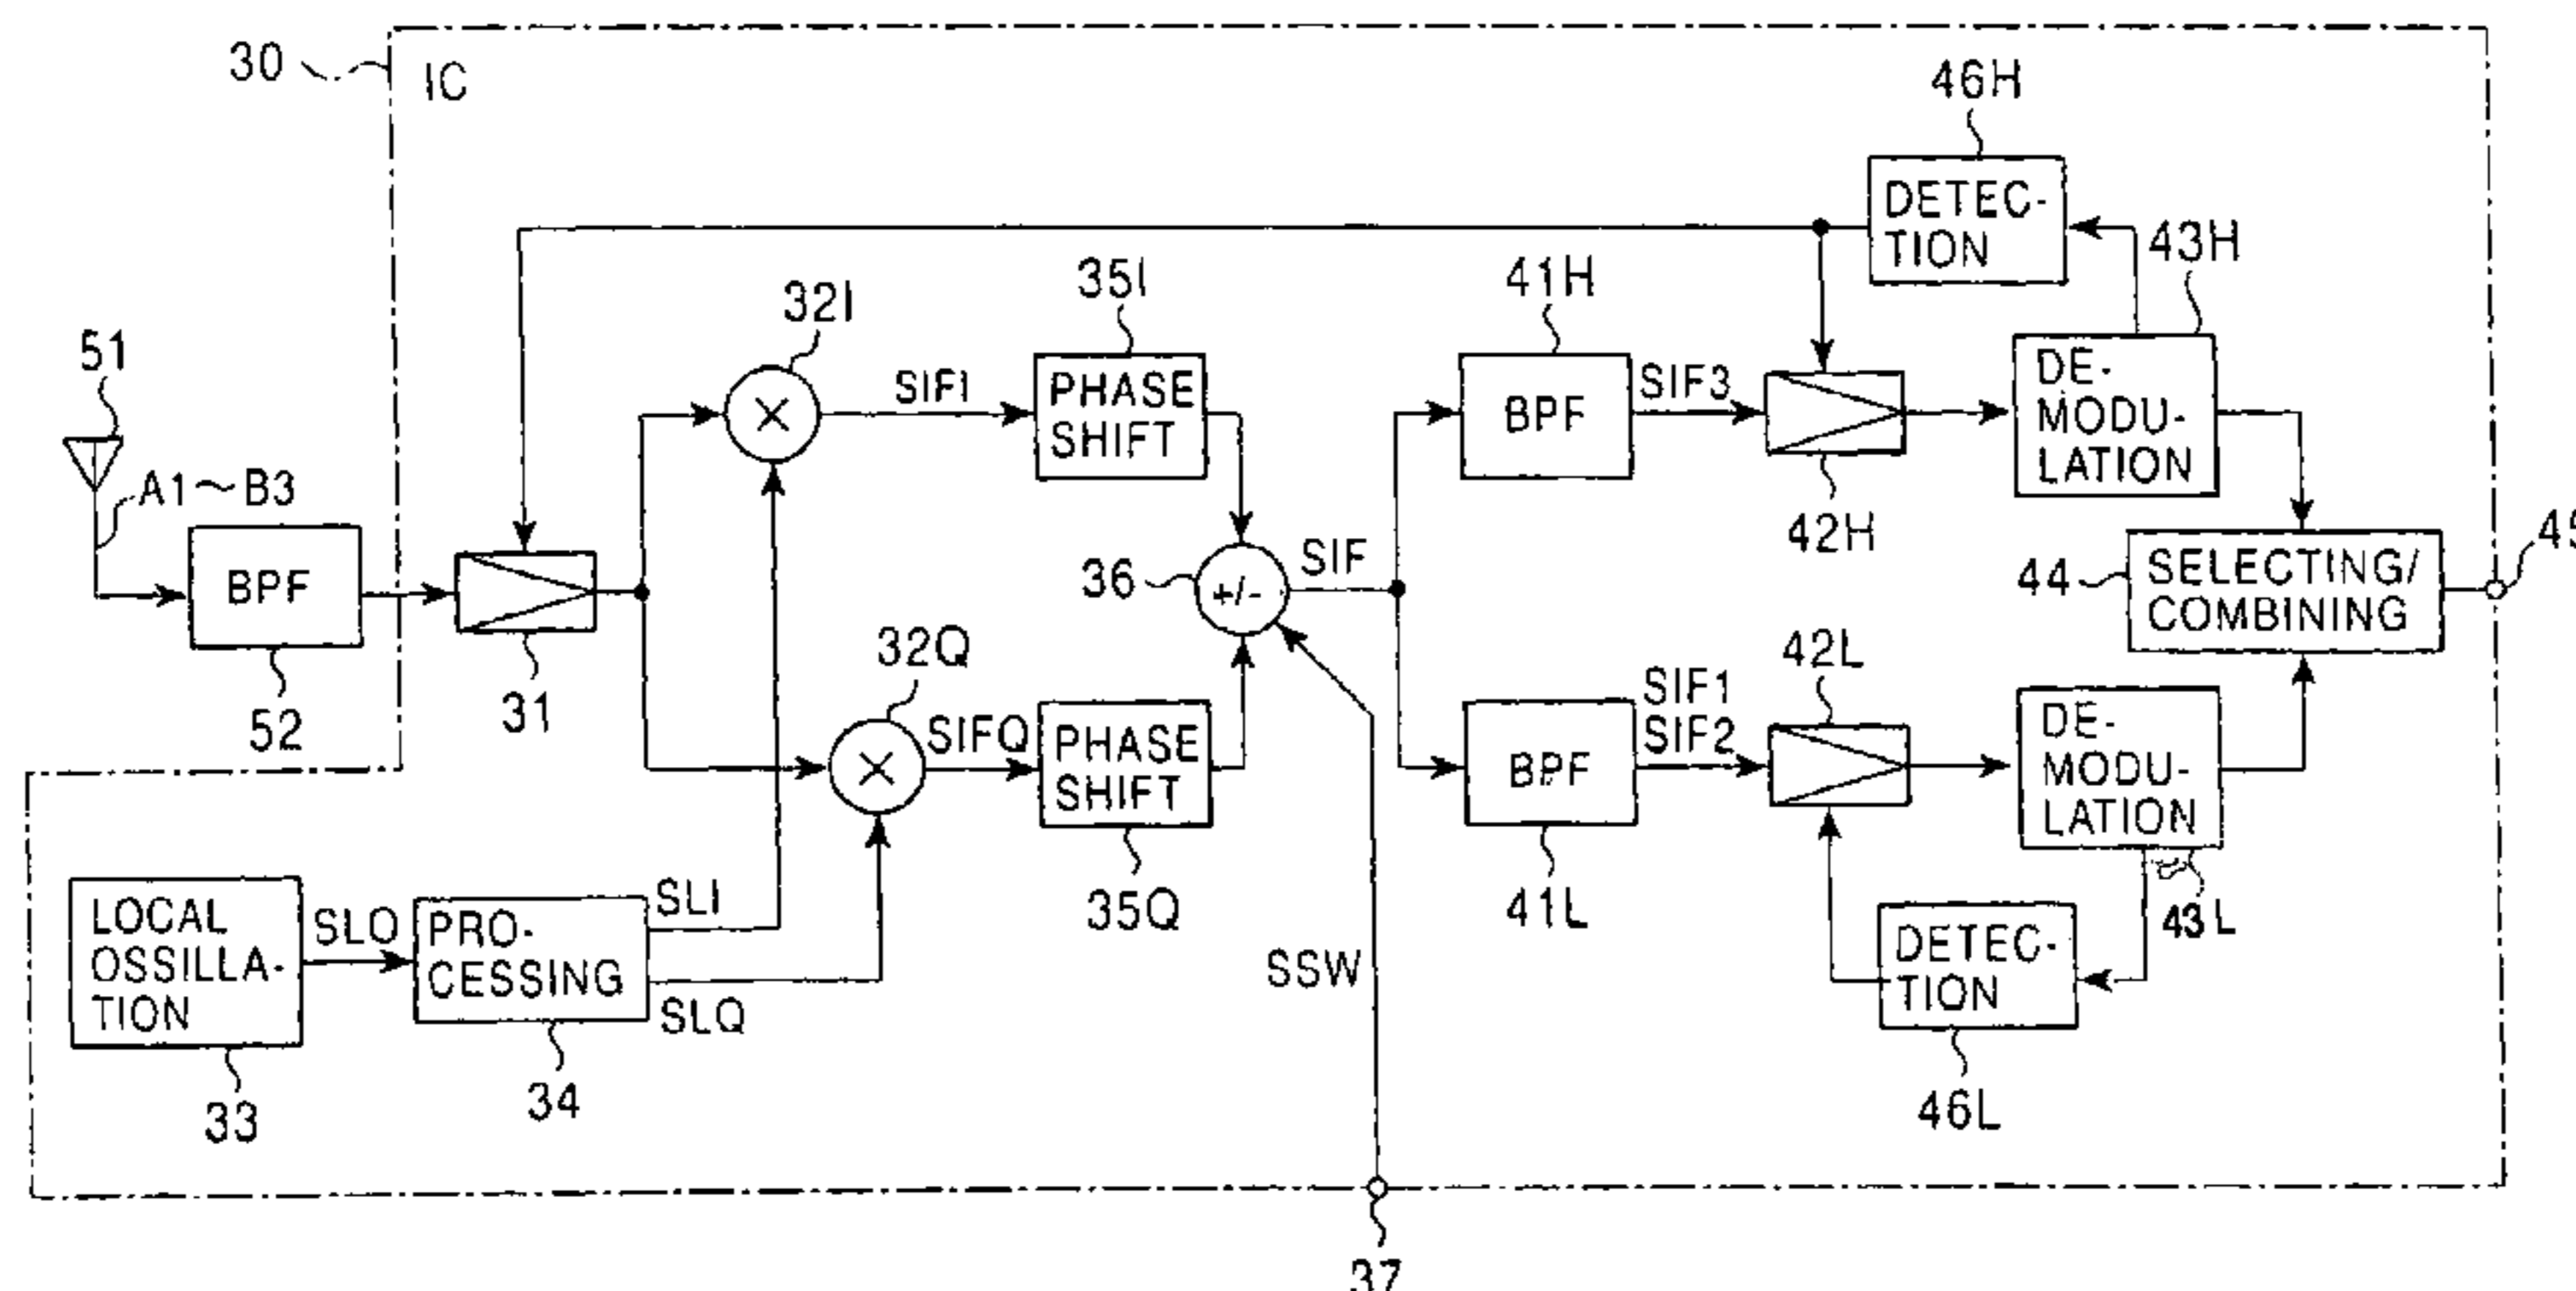 30
IC
46H
DETEC-
TION
43H
35I
41H
32I
51
SIFI
PHASE
SHIFT
BPF
SIF3
DE-
MODU-
LATION
A1~B3
42H
45
BPF
36
+/-
SIF
44
SELECTING/
COMBINING
52
31
32Q
42L
SIFQ
PHASE
SHIFT
BPF
SIF1
SIF2
DE-
MODU-
LATION
35Q
41L
43L
LOCAL
OSSILLA-
TION
SLO
PRO-
CESSING
SLI
SLQ
SSW
DETEC-
TION
33
34
46L
37